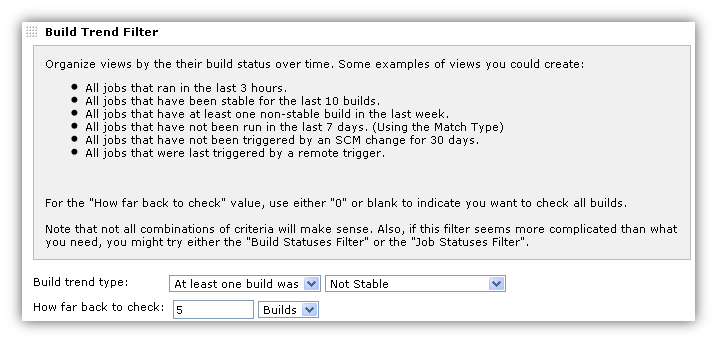 Build Trend Filter
Organize views by the their build status over time. Some examples of views you could create:
All jobs that ran in the last 3 hours.
All jobs that have been stable for the last 10 builds.
All jobs that have at least one non-stable build in the last week.
All jobs that have not been run in the last 7 days. (Using the Match Type)
All jobs that have not been triggered by an SCM change for 30 days.
All jobs that were last triggered by a remote trigger.
For the "How far back to check" value, use either "0" or blank to indicate you want to check all builds.
Note that not all combinations of criteria will make sense. Also, if this filter seems more complicated than what
you need, you might try either the "Build Statuses Filter" or the "Job Statuses Filter".
Build trend type: At least one build was Not Stable
How far back to check: 5 Builds